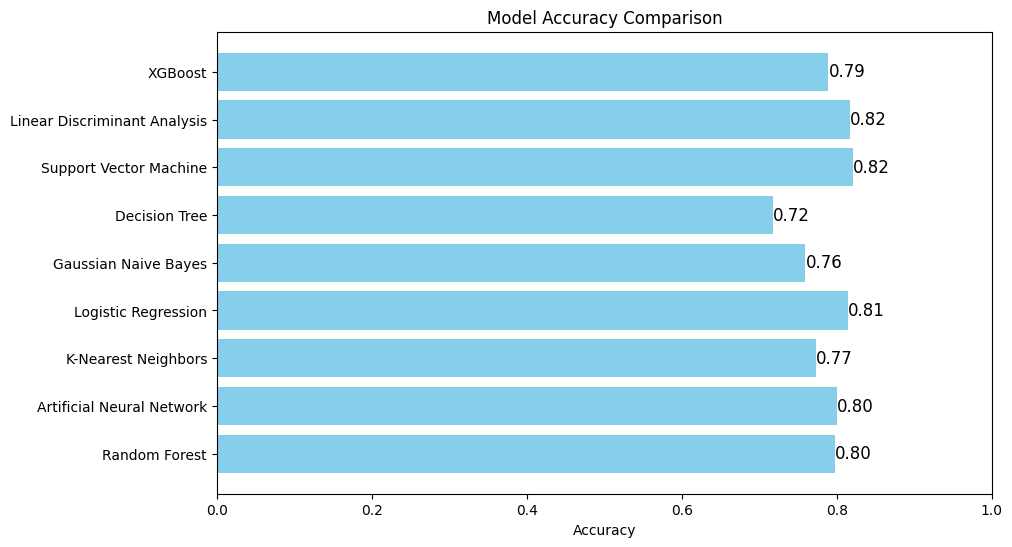 Model Accuracy Comparison
XGBoost
0.79
Linear Discriminant Analysis
0.82
Support Vector Machine
0.82
Decision Tree
0.72
Gaussian Naive Bayes
0.76
Logistic Regression
0.81
K-Nearest Neighbors
0.77
Artificial Neural Network
0.80
Random Forest
0.80
0.0 0.2 0.4 0.6 0.8 1.0
Accuracy